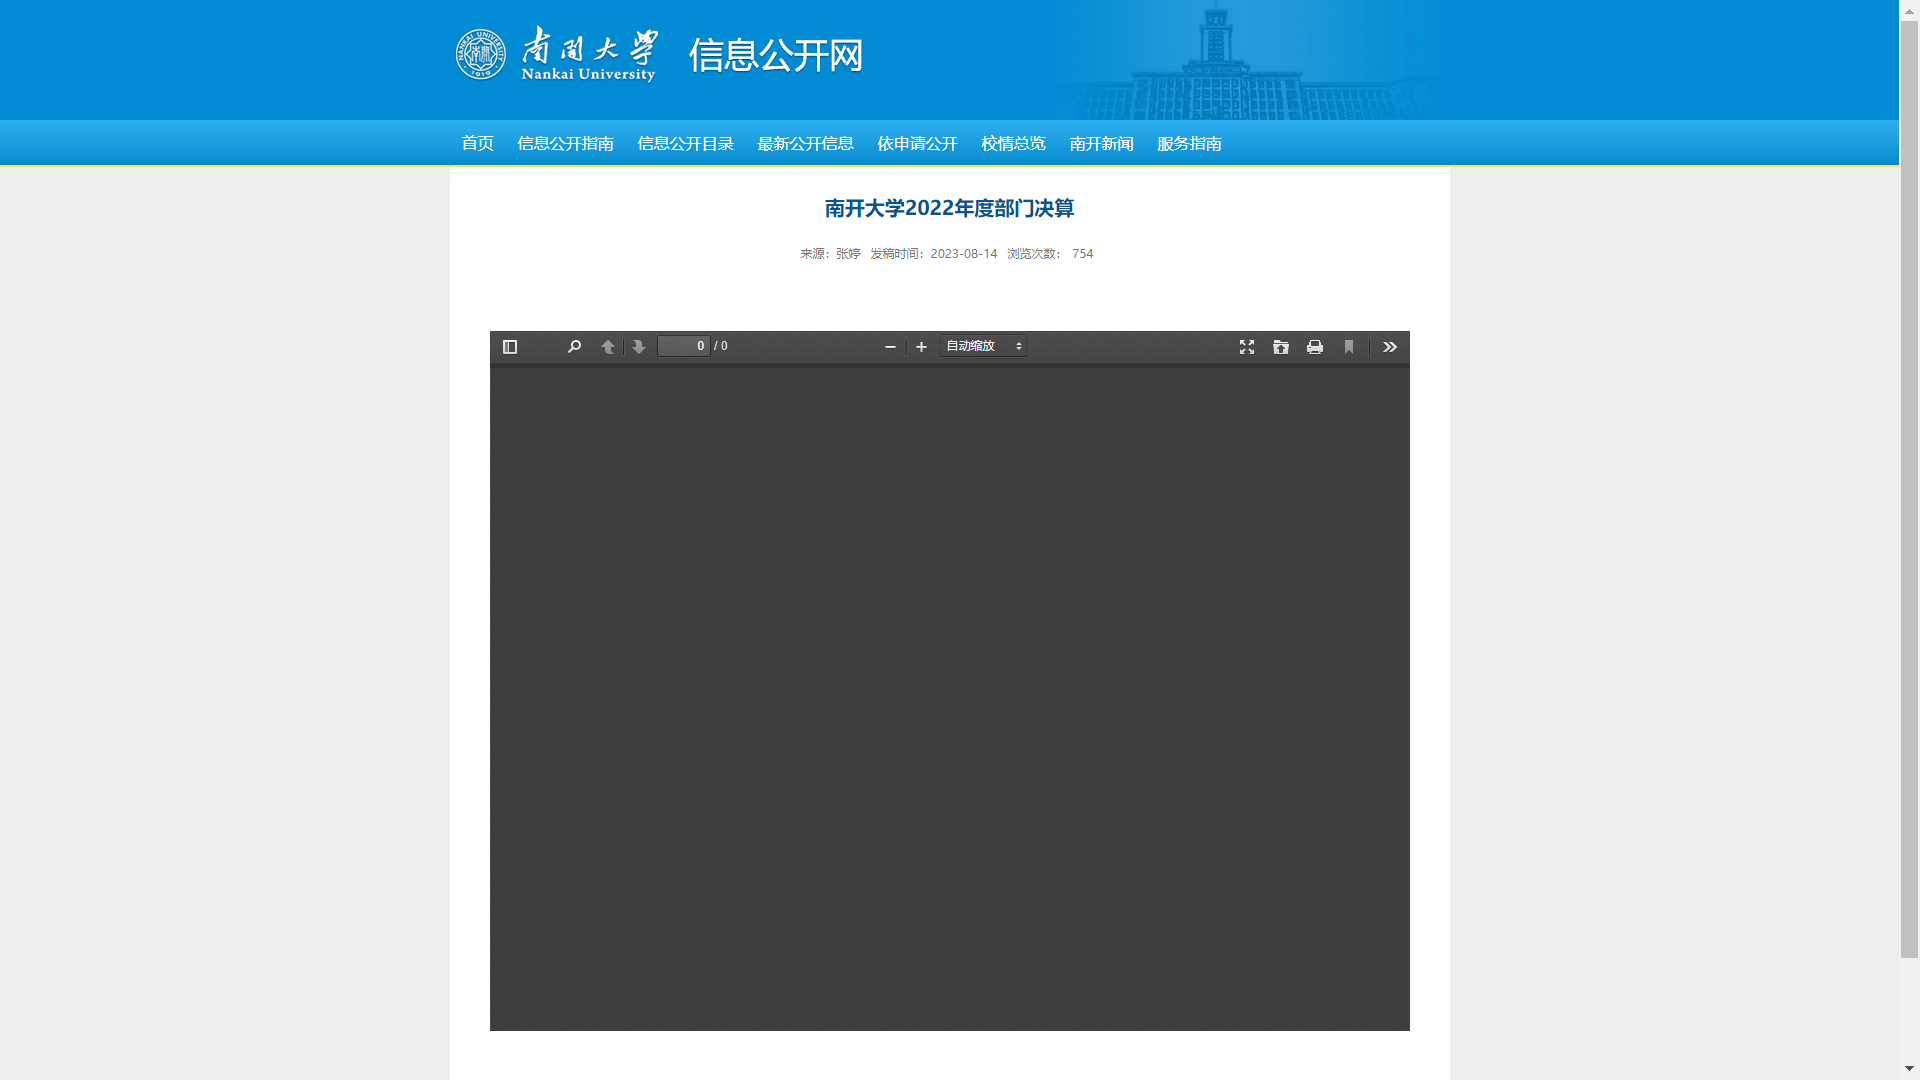 南開大学 信息公开网
Nankai University
NANKAI UNIVERSITY
1919
首页 信息公开指南 信息公开目录 最新公开信息 依申请公开 校情总览 南开新闻 服务指南
南开大学2022年度部门决算
来源：张婷 发稿时间：2023-08-14 浏览次数： 754
0 / 0 自动缩放